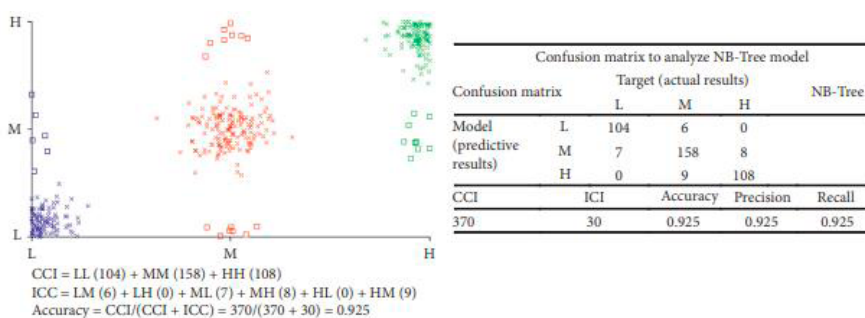 H
M
L
L M H
CCI = LL (104) + MM (158) + HH (108)
ICC = LM (6) + LH (0) + ML (7) + MH (8) + HL (0) + HM (9)
Accuracy = CCI/(CCI + ICC) = 370/(370 + 30) = 0.925
Confusion matrix to analyze NB-Tree model
Confusion matrix Target (actual results) NB-Tree
L M H
Model (predictive results) L 104 6 0
M 7 158 8
H 0 9 108
CCI ICI Accuracy Precision Recall
370 30 0.925 0.925 0.925